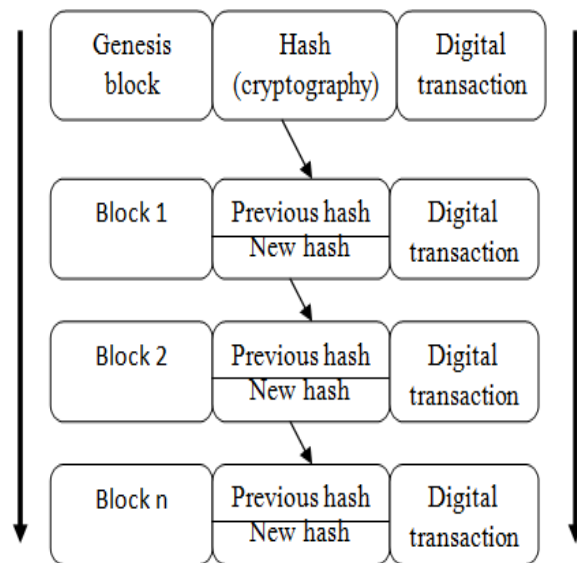 Genesis
block
Hash
(cryptography)
Digital
transaction
Block 1
Previous hash
New hash
Digital
transaction
Block 2
Previous hash
New hash
Digital
transaction
Block n
Previous hash
New hash
Digital
transaction